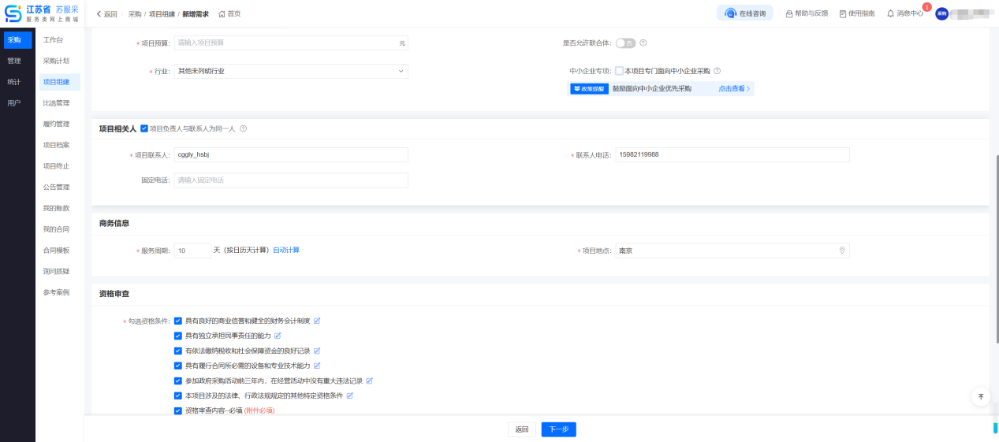 江苏省 苏服采
服务类网上商城
返回 采购 / 项目组建 / 新增需求 首页
在线咨询 帮助与反馈 使用指南 消息中心 1 采购
采购
管理
统计
用户
工作台
采购计划
项目组建
比选管理
履约管理
项目档案
项目终止
公告管理
我的账款
我的合同
合同模板
询问质疑
参考案例
* 项目预算: 请输入项目预算 元 是否允许联合体: 否
* 行业: 其他未列明行业 中小企业专项: 本项目专门面向中小企业采购
政策提醒 鼓励面向中小企业优先采购 点击查看
项目相关人 项目负责人与联系人为同一人
* 项目联系人: cggly_hsbj * 联系人电话: 15982119988
固定电话: 请输入固定电话
商务信息
* 服务周期: 10 天（按日历天计算） 自动计算 * 项目地点: 南京
资格审查
* 勾选资格条件: 具有良好的商业信誉和健全的财务会计制度
具有独立承担民事责任的能力
有依法缴纳税收和社会保障资金的良好记录
具有履行合同所必需的设备和专业技术能力
参加政府采购活动前三年内，在经营活动中没有重大违法记录
本项目涉及的法律、行政法规规定的其他特定资格条件
资格审查内容--必填 (附件必填)
返回 下一步